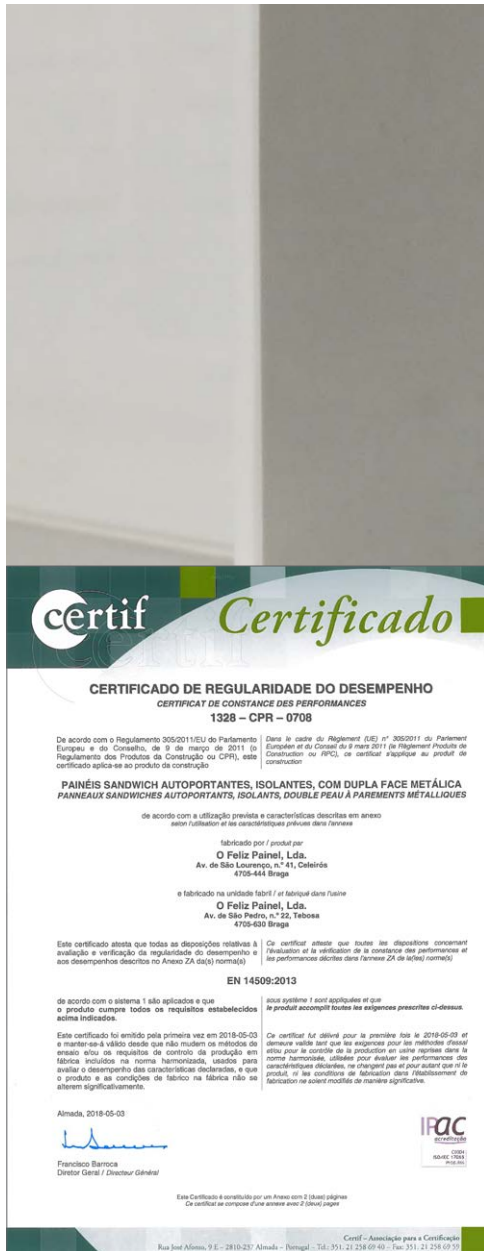 certif
Certificado
CERTIFICADO DE REGULARIDADE DO DESEMPENHO
CERTIFICAT DE CONSTANCE DES PERFORMANCES
1328 – CPR – 0708
De acordo com o Regulamento 305/2011/EU do Parlamento
Europeu e do Conselho, de 9 de março de 2011 (o
Regulamento dos Produtos da Construção ou CPR), este
certificado aplica-se ao produto da construção
Dans le cadre du Règlement (UE) n° 305/2011 du Parlement
Européen et du Conseil du 9 mars 2011 (le Règlement Produits de
Construction ou RPC), ce certificat s'applique au produit de
construction
PAINÉIS SANDWICH AUTOPORTANTES, ISOLANTES, COM DUPLA FACE METÁLICA
PANNEAUX SANDWICHES AUTOPORTANTS, ISOLANTS, DOUBLE PEAU À PAREMENTS MÉTALLIQUES
de acordo com a utilização prevista e características descritas em anexo
selon l'utilisation et les caractéristiques prévues dans l'annexe
fabricado por / produit par
O Feliz Painel, Lda.
Av. de São Lourenço, n.º 41, Celeirós
4705-444 Braga
e fabricado na unidade fabril / et fabriqué dans l'usine
O Feliz Painel, Lda.
Av. de São Pedro, n.º 22, Tebosa
4705-630 Braga
Este certificado atesta que todas as disposições relativas à
avaliação e verificação da regularidade do desempenho e
aos desempenhos descritos no Anexo ZA da(s) norma(s)
Ce certificat atteste que toutes les dispositions concernant
l'évaluation et la vérification de la constance des performances et
les performances décrites dans l'annexe ZA de la(les) norme(s)
EN 14509:2013
de acordo com o sistema 1 são aplicados e que
o produto cumpre todos os requisitos estabelecidos
acima indicados.
sous système 1 sont appliquées et que
le produit accomplit toutes les exigences prescrites ci-dessus.
Este certificado foi emitido pela primeira vez em 2018-05-03
e manter-se-á válido desde que não mudem os métodos de
ensaio e/ou os requisitos de controlo da produção em
fábrica incluídos na norma harmonizada, usados para
avaliar o desempenho das características declaradas, e que
o produto e as condições de fabrico na fábrica não se
alterem significativamente.
Ce certificat fut délivré pour la première fois le 2018-05-03 et
demeure valide tant que les exigences pour les méthodes d'essai
et/ou pour le contrôle de la production en usine reprises dans la
norme harmonisée, utilisées pour évaluer les performances des
caractéristiques déclarées, ne changent pas et pour autant que ni le
produit, ni les conditions de fabrication dans l'établissement de
fabrication ne soient modifiés de manière significative.
Almada, 2018-05-03
Francisco Barroca
Diretor Geral / Directeur Général
IPAC
acreditação
Este Certificado é constituído por um Anexo com 2 (duas) páginas
Ce certificat se compose d'une annexe avec 2 (deux) pages
Certif – Associação para a Certificação
Rua José Afonso, 9 E – 2810-237 Almada – Portugal – Tel.: 351. 21 258 69 40 – Fax: 351. 21 258 69 59